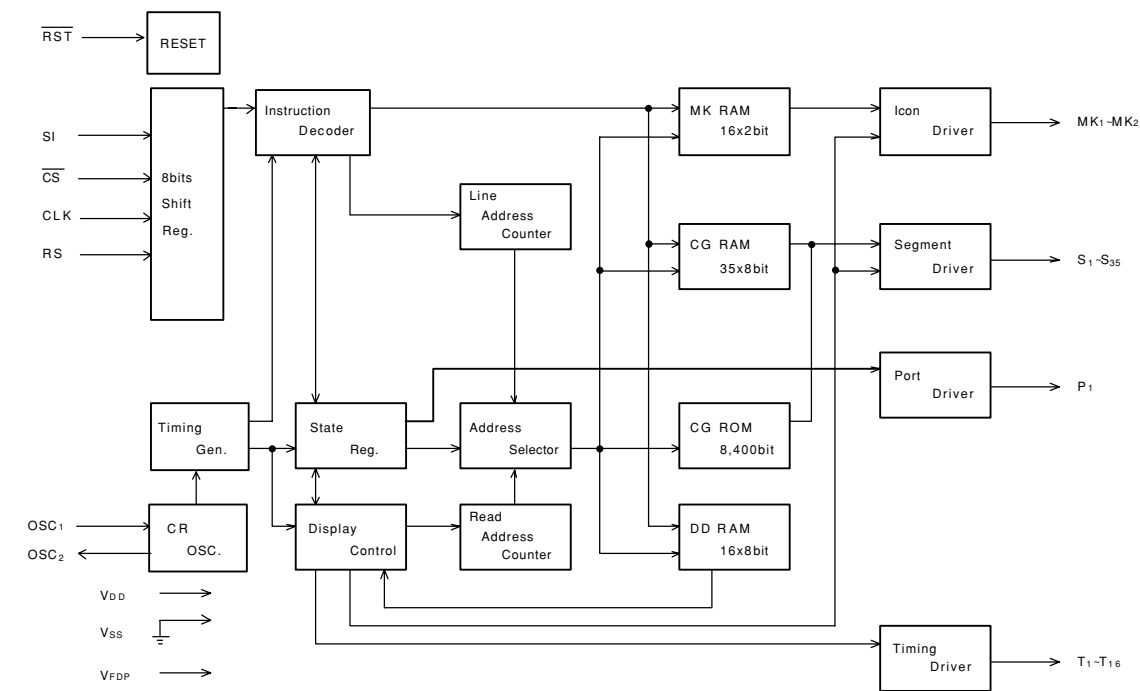 RST
RESET
SI
CS
CLK
RS
8bits
Shift
Reg.
Instruction
Decoder
Line
Address
Counter
MK RAM
16x2bit
Icon
Driver
MK1~MK2
CG RAM
35x8bit
Segment
Driver
S1~S35
Port
Driver
P1
Timing
Gen.
State
Reg.
Address
Selector
CG ROM
8,400bit
OSC1
OSC2
CR
OSC.
Display
Control
Read
Address
Counter
DD RAM
16x8bit
VDD
VSS
VFDP
Timing
Driver
T1~T16